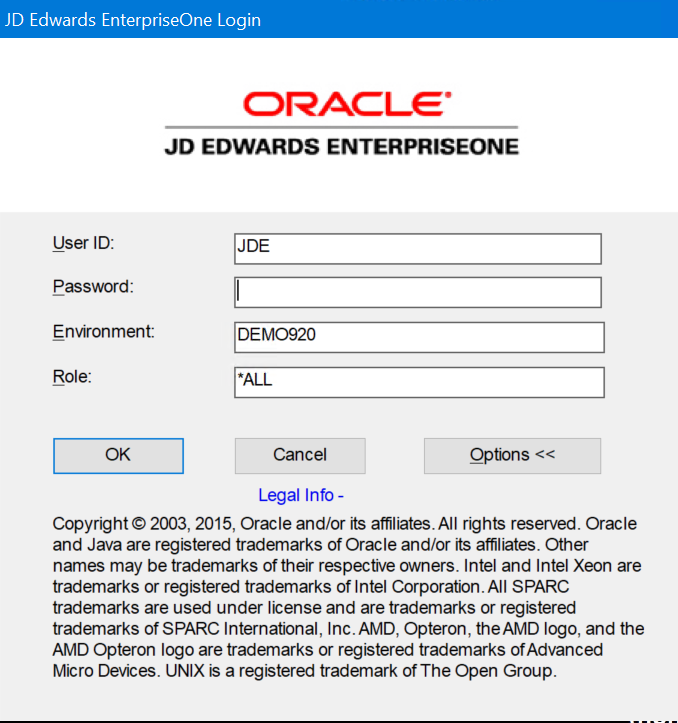 JD Edwards EnterpriseOne Login
ORACLE®
JD EDWARDS ENTERPRISEONE
User ID:
JDE
Password:
Environment:
DEMO920
Role:
*ALL
OK
Cancel
Options <<
Legal Info -
Copyright © 2003, 2015, Oracle and/or its affiliates. All rights reserved. Oracle
and Java are registered trademarks of Oracle and/or its affiliates. Other
names may be trademarks of their respective owners. Intel and Intel Xeon are
trademarks or registered trademarks of Intel Corporation. All SPARC
trademarks are used under license and are trademarks or registered
trademarks of SPARC International, Inc. AMD, Opteron, the AMD logo, and the
AMD Opteron logo are trademarks or registered trademarks of Advanced
Micro Devices. UNIX is a registered trademark of The Open Group.